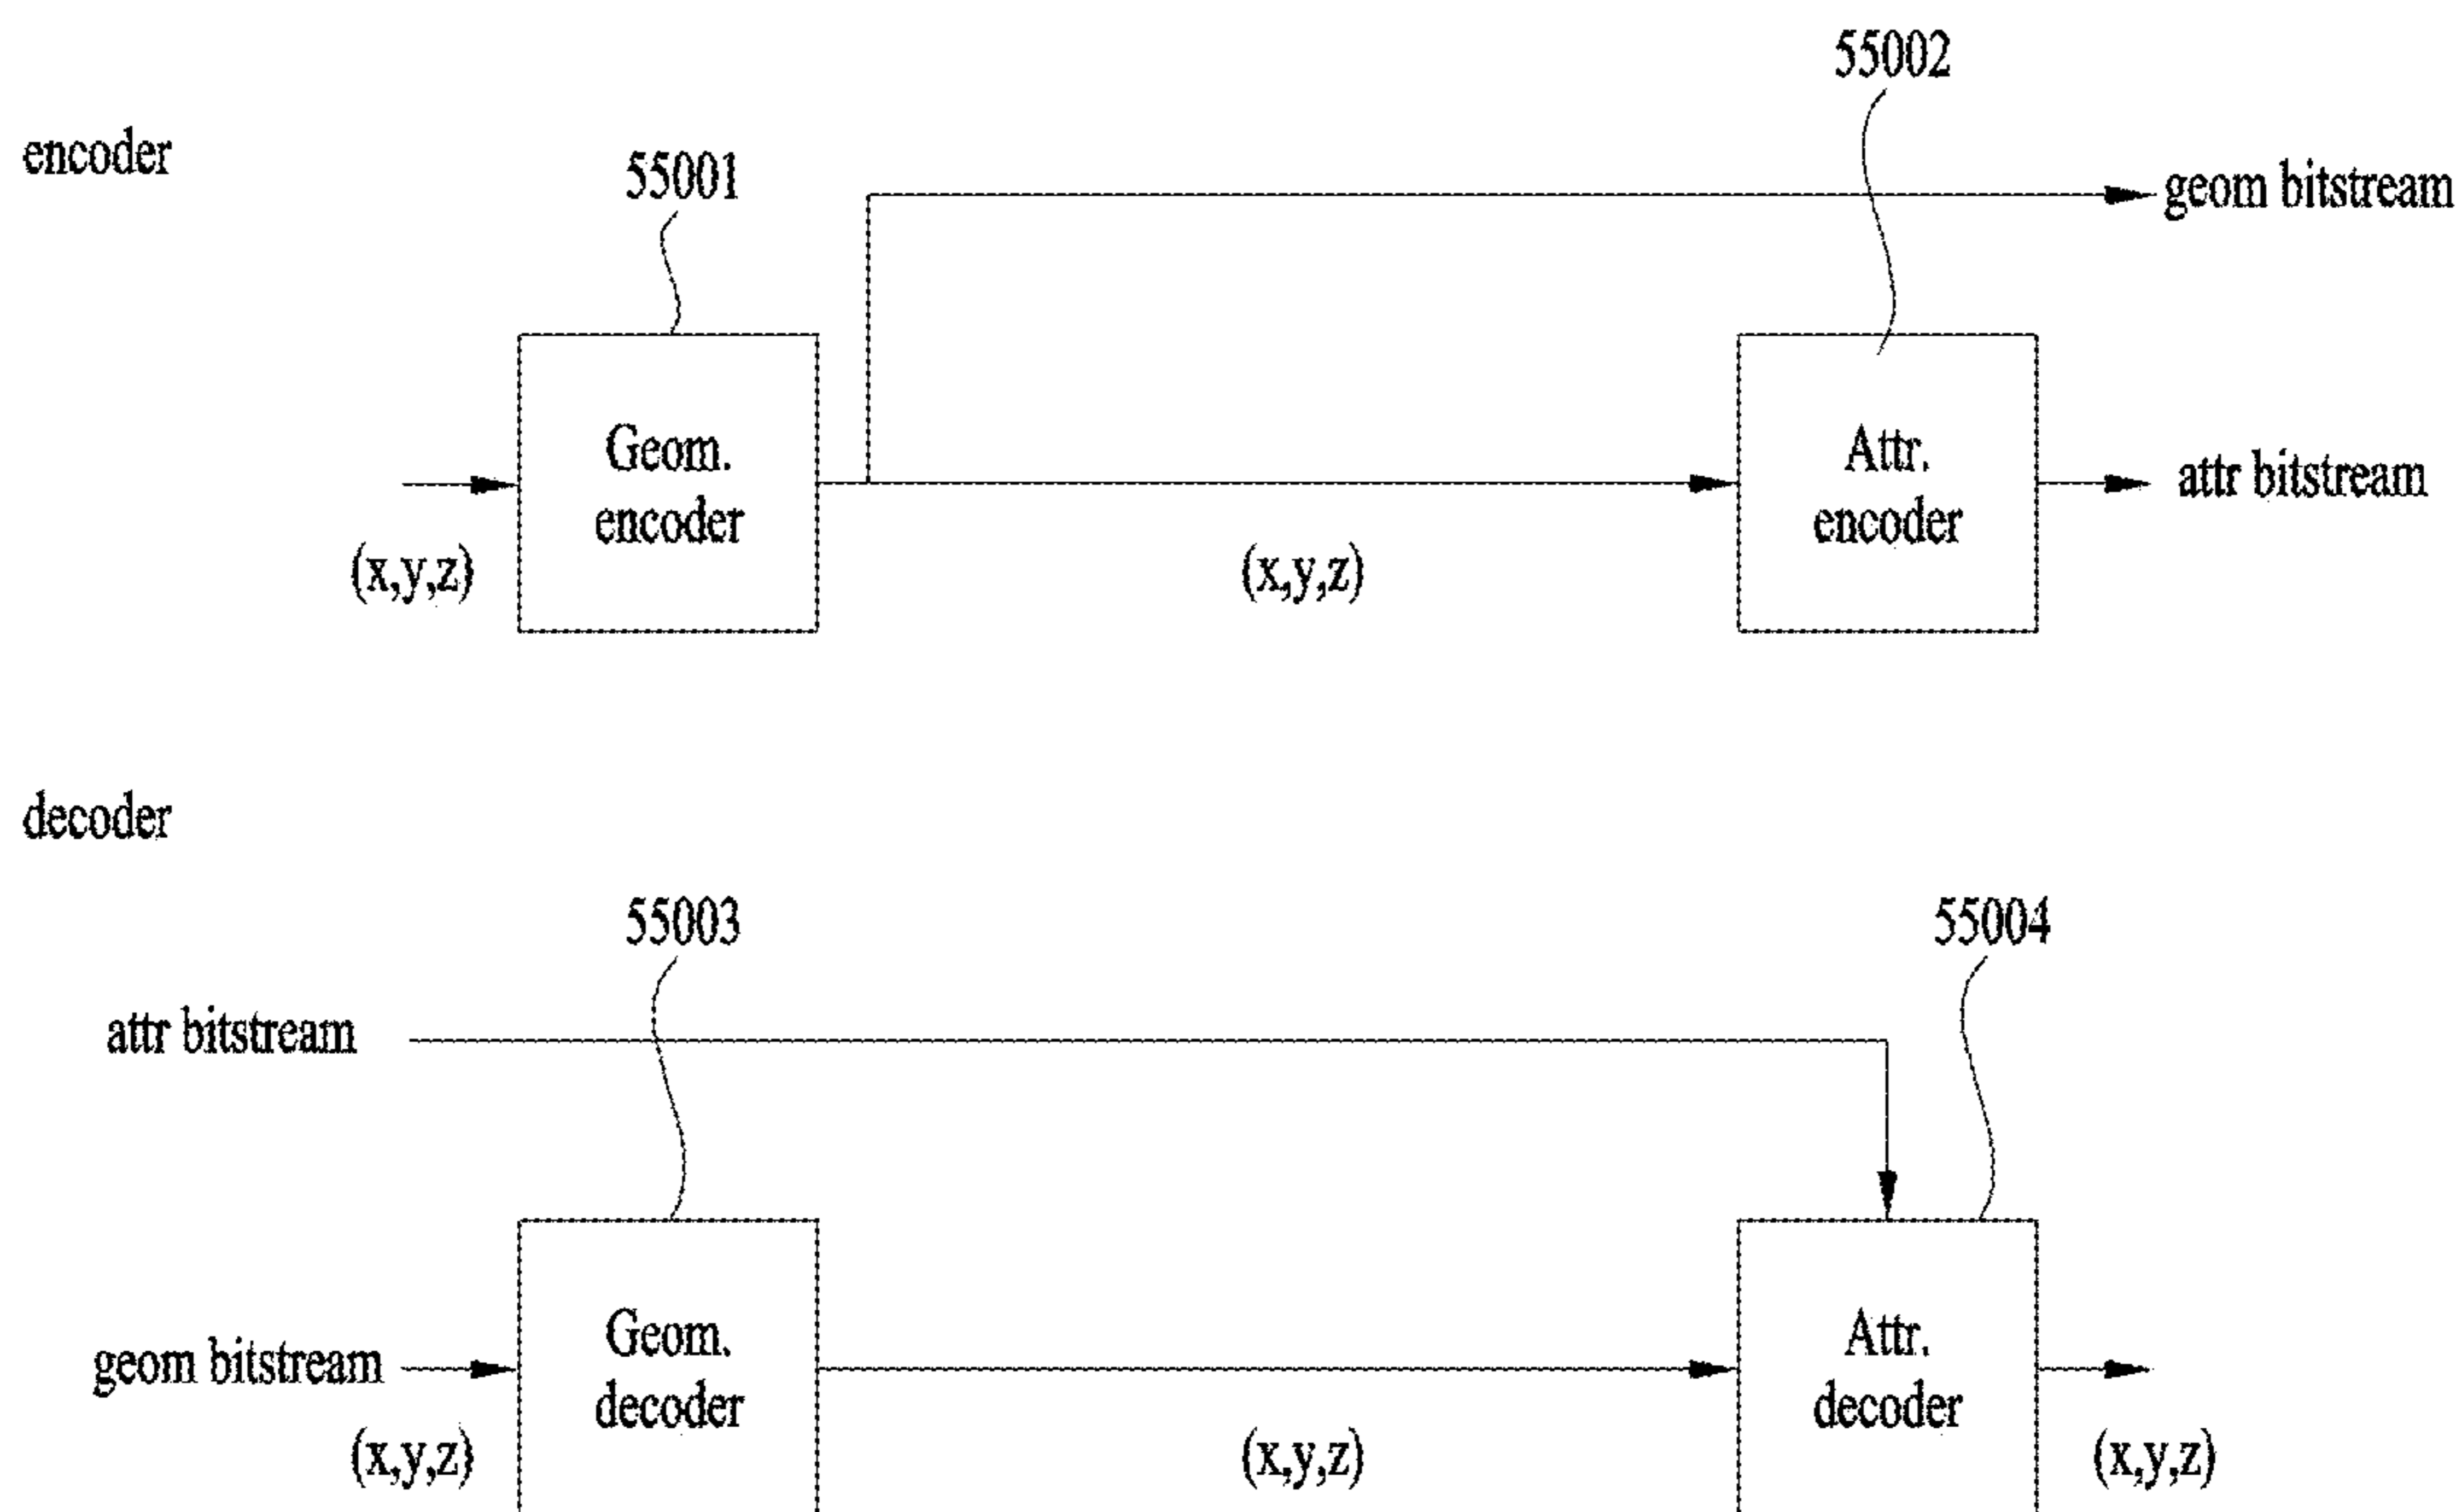 55002
encoder
55001
geom bitstream
Geom.
encoder
Attr.
encoder
attr bitstream
(x,y,z)
(x,y,z)
decoder
55003
55004
attr bitstream
geom bitstream
Geom.
decoder
Attr.
decoder
(x,y,z)
(x,y,z)
(x,y,z)